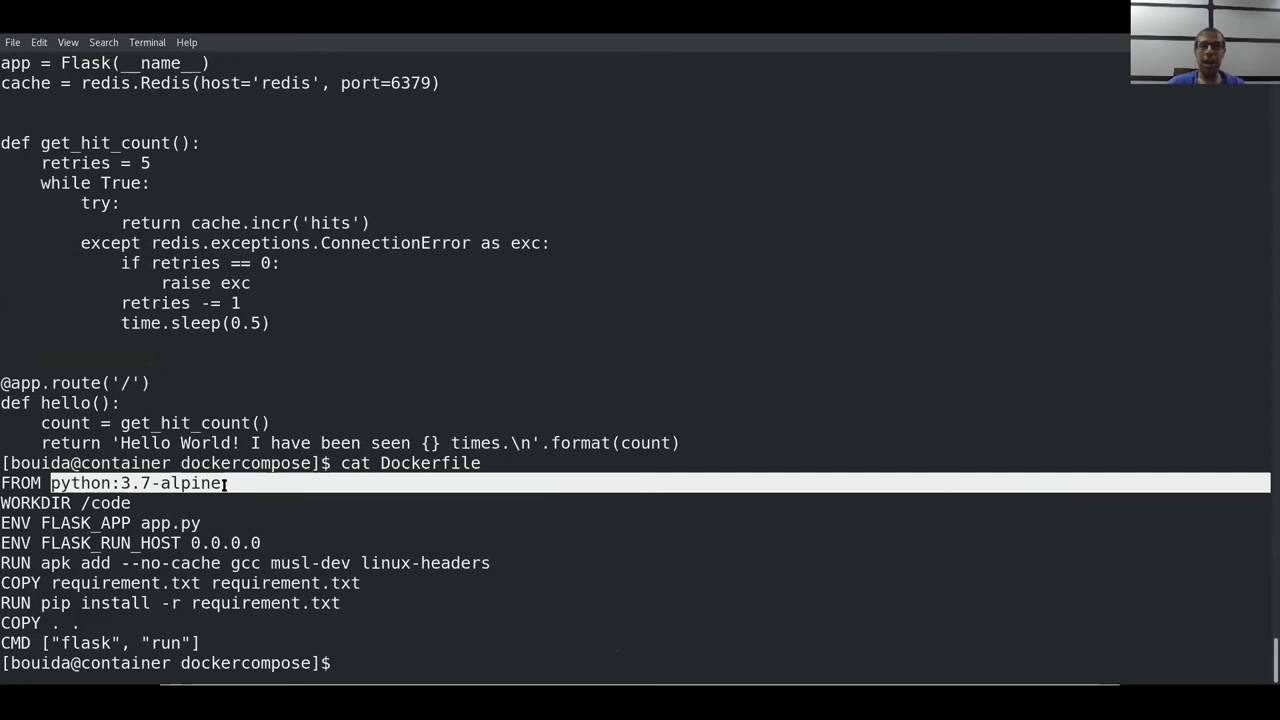 File Edit View Search Terminal Help
app = Flask(__name__)
cache = redis.Redis(host='redis', port=6379)
def get_hit_count():
    retries = 5
    while True:
        try:
            return cache.incr('hits')
        except redis.exceptions.ConnectionError as exc:
            if retries == 0:
                raise exc
            retries -= 1
            time.sleep(0.5)
@app.route('/')
def hello():
    count = get_hit_count()
    return 'Hello World! I have been seen {} times.\n'.format(count)
[bouida@container dockercompose]$ cat Dockerfile
FROM python:3.7-alpine
WORKDIR /code
ENV FLASK_APP app.py
ENV FLASK_RUN_HOST 0.0.0.0
RUN apk add --no-cache gcc musl-dev linux-headers
COPY requirement.txt requirement.txt
RUN pip install -r requirement.txt
COPY . .
CMD ["flask", "run"]
[bouida@container dockercompose]$